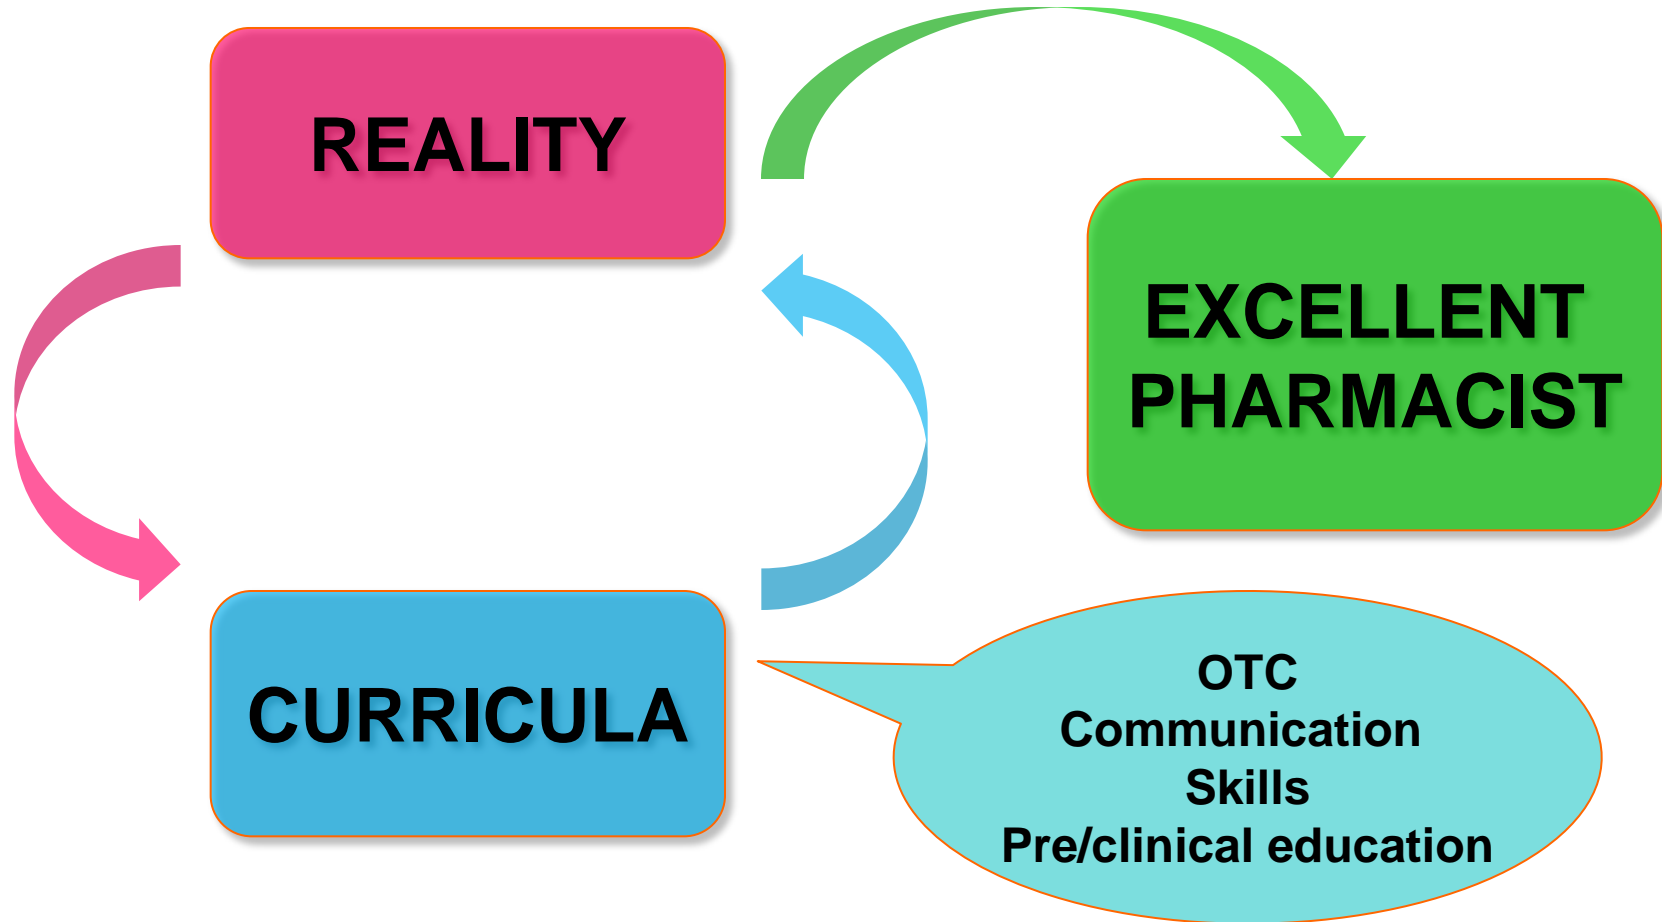 REALITY
EXCELLENT
PHARMACIST
CURRICULA
OTC
Communication
Skills
Pre/clinical education